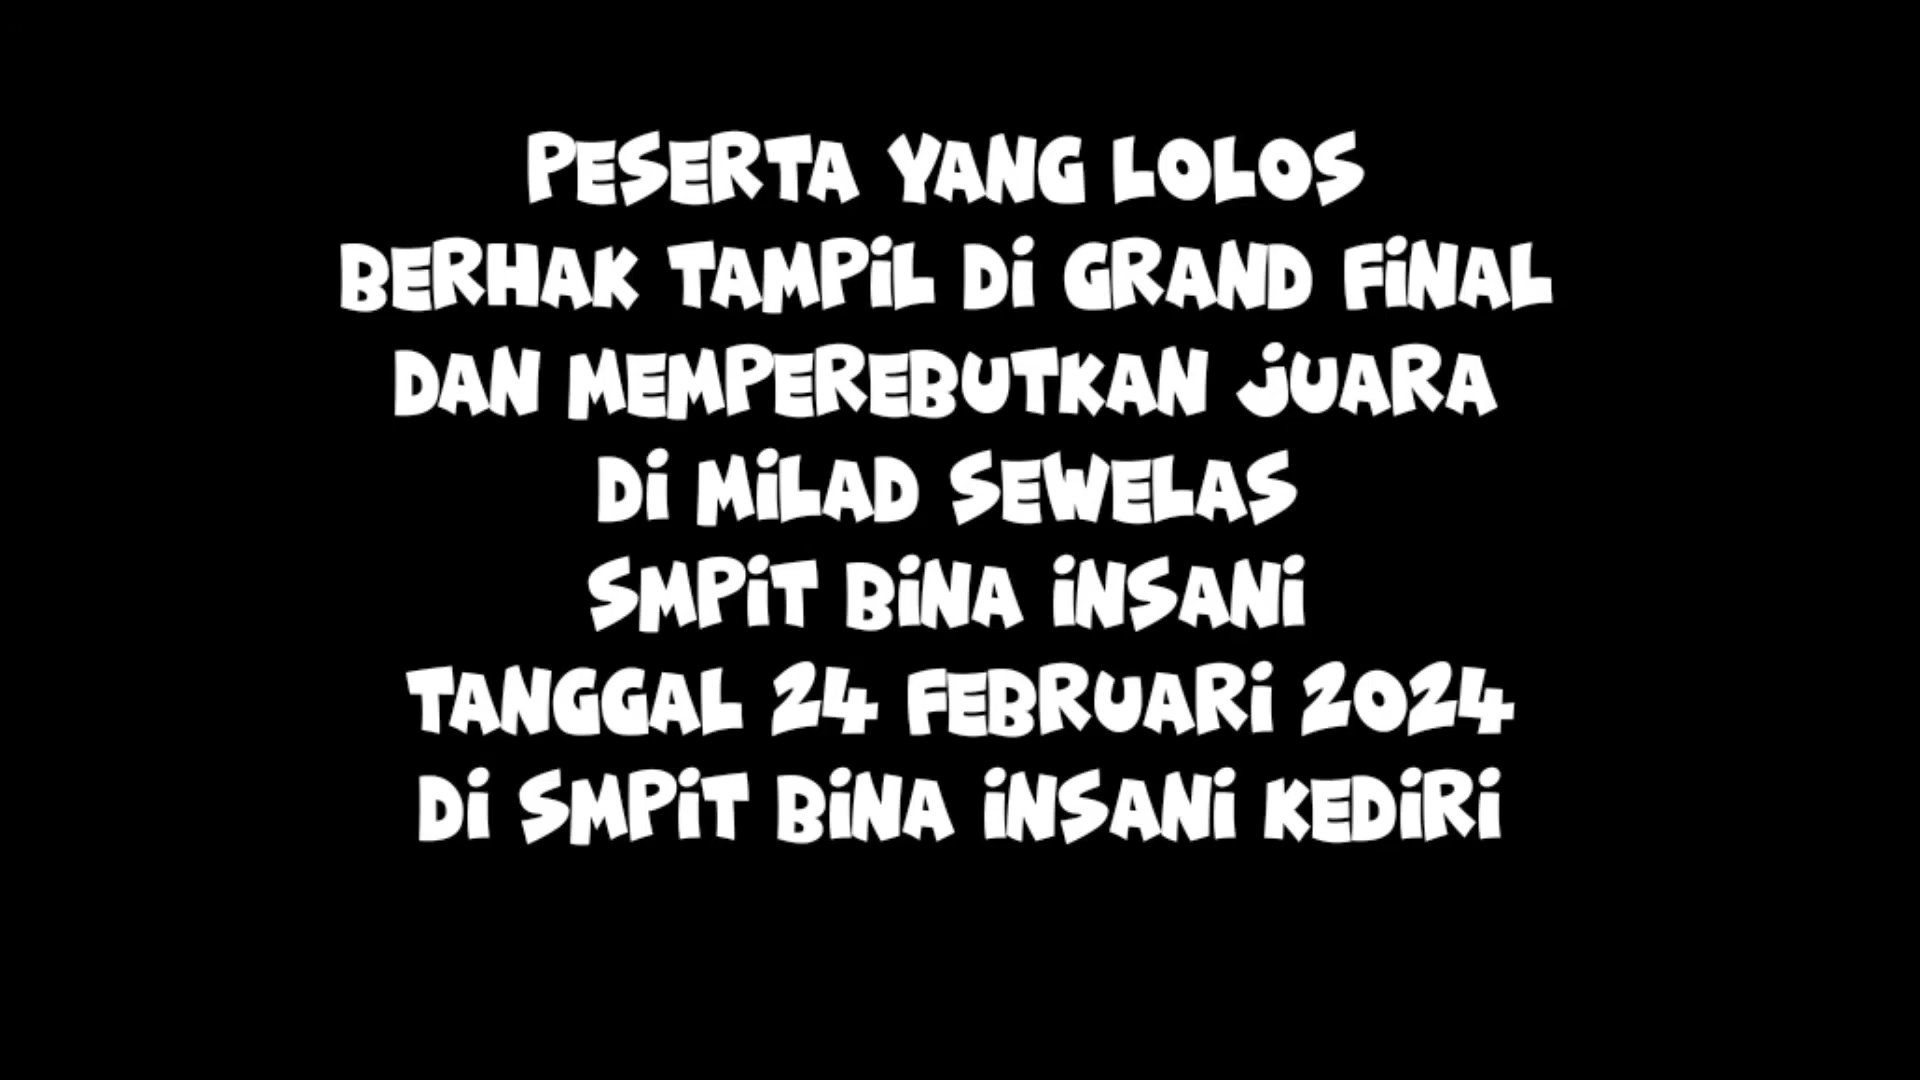 PESERTA YANG LOLOS
BERHAK TAMPiL Di GRAND FiNAL
DAN MEMPEREBUTKAN jUARA
Di MiLAD SEWELAS
SMPiT BiNA iNSANi
TANGGAL 24 FEBRUARi 2024
Di SMPiT BiNA iNSANi KEDiRi